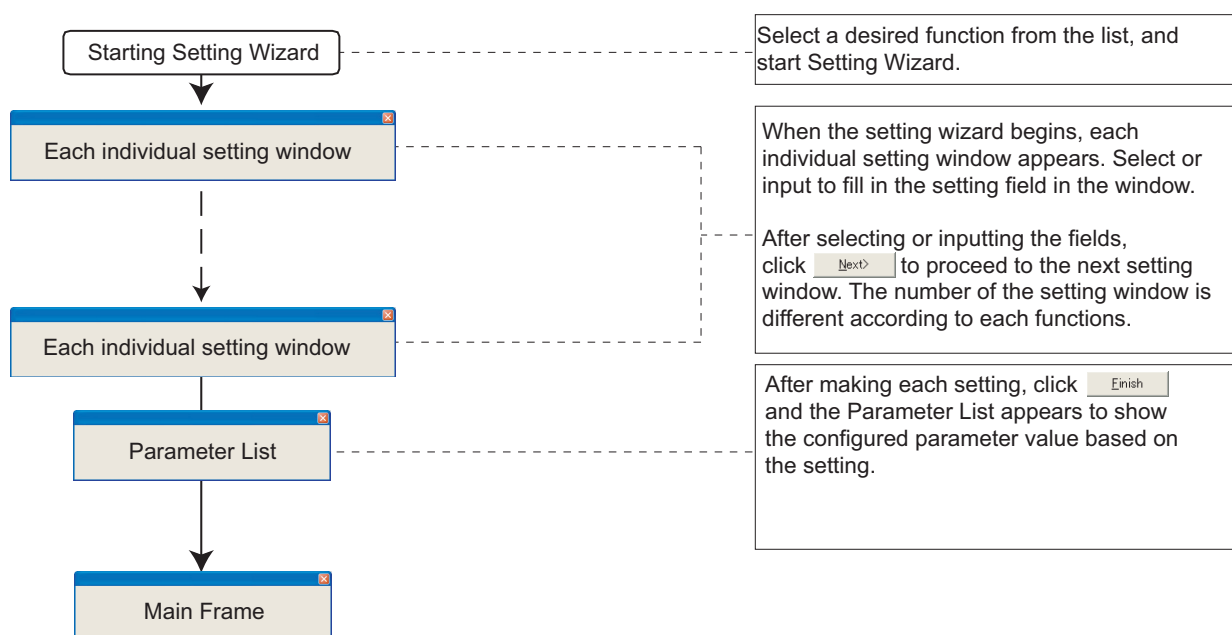 Starting Setting Wizard
Select a desired function from the list, and
start Setting Wizard.
Each individual setting window
When the setting wizard begins, each
individual setting window appears. Select or
input to fill in the setting field in the window.
After selecting or inputting the fields,
click Next> to proceed to the next setting
window. The number of the setting window is
different according to each functions.
Each individual setting window
After making each setting, click Finish
and the Parameter List appears to show
the configured parameter value based on
the setting.
Parameter List
Main Frame